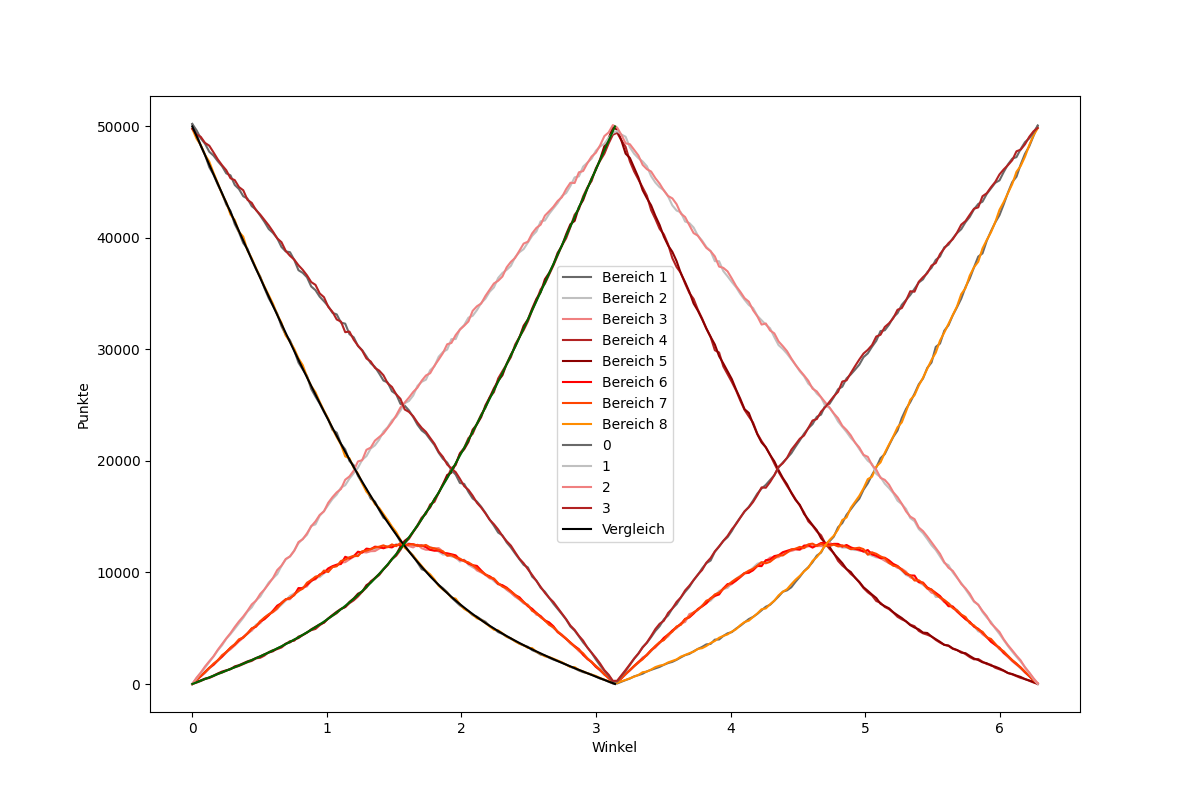 50000
40000
30000
20000
10000
0
Punkte
Bereich 1
Bereich 2
Bereich 3
Bereich 4
Bereich 5
Bereich 6
Bereich 7
Bereich 8
0
1
2
3
Vergleich
0 1 2 3 4 5 6
Winkel